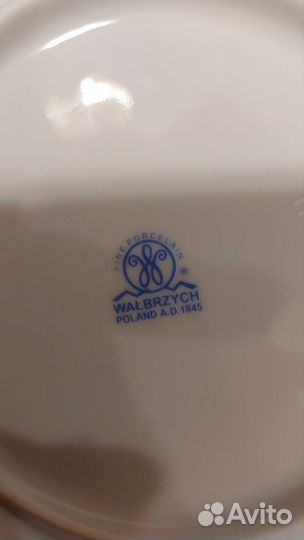 FINE PORCELAIN
W ®
WAŁBRZYCH
POLAND A.D.1845
Avito